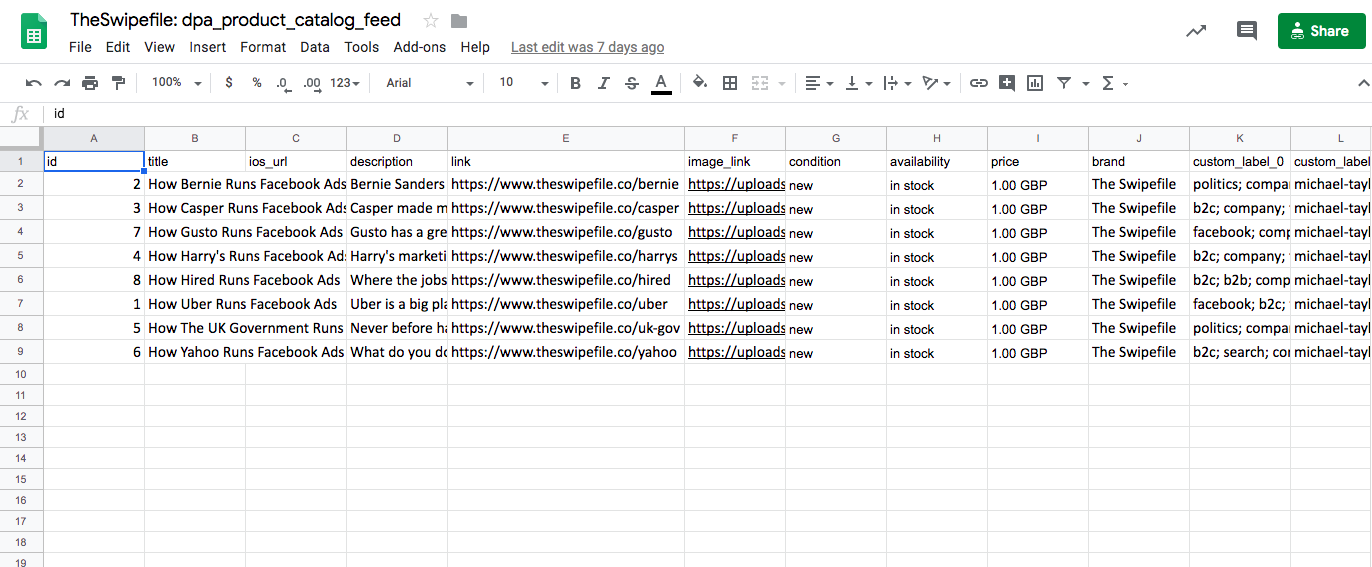 TheSwipefile: dpa_product_catalog_feed
File Edit View Insert Format Data Tools Add-ons Help Last edit was 7 days ago
Share
100% $ % .0 .00 123 Arial 10 B I S A
fx id
A B C D E F G H I J K L
1 id title ios_url description link image_link condition availability price brand custom_label_0 custom_label
2 2 How Bernie Runs Facebook Ads Bernie Sanders https://www.theswipefile.co/bernie https://uploads new in stock 1.00 GBP The Swipefile politics; compa michael-tayl
3 3 How Casper Runs Facebook Ads Casper made m https://www.theswipefile.co/casper https://uploads new in stock 1.00 GBP The Swipefile b2c; company; michael-tayl
4 7 How Gusto Runs Facebook Ads Gusto has a gre https://www.theswipefile.co/gusto https://uploads new in stock 1.00 GBP The Swipefile facebook; comp michael-tayl
5 4 How Harry's Runs Facebook Ads Harry's marketi https://www.theswipefile.co/harrys https://uploads new in stock 1.00 GBP The Swipefile b2c; company; michael-tayl
6 8 How Hired Runs Facebook Ads Where the jobs https://www.theswipefile.co/hired https://uploads new in stock 1.00 GBP The Swipefile b2c; b2b; comp michael-tayl
7 1 How Uber Runs Facebook Ads Uber is a big pla https://www.theswipefile.co/uber https://uploads new in stock 1.00 GBP The Swipefile facebook; b2c; michael-tayl
8 5 How The UK Government Runs Never before ha https://www.theswipefile.co/uk-gov https://uploads new in stock 1.00 GBP The Swipefile politics; compa michael-tayl
9 6 How Yahoo Runs Facebook Ads What do you do https://www.theswipefile.co/yahoo https://uploads new in stock 1.00 GBP The Swipefile b2c; search; co michael-tayl
10
11
12
13
14
15
16
17
18
19